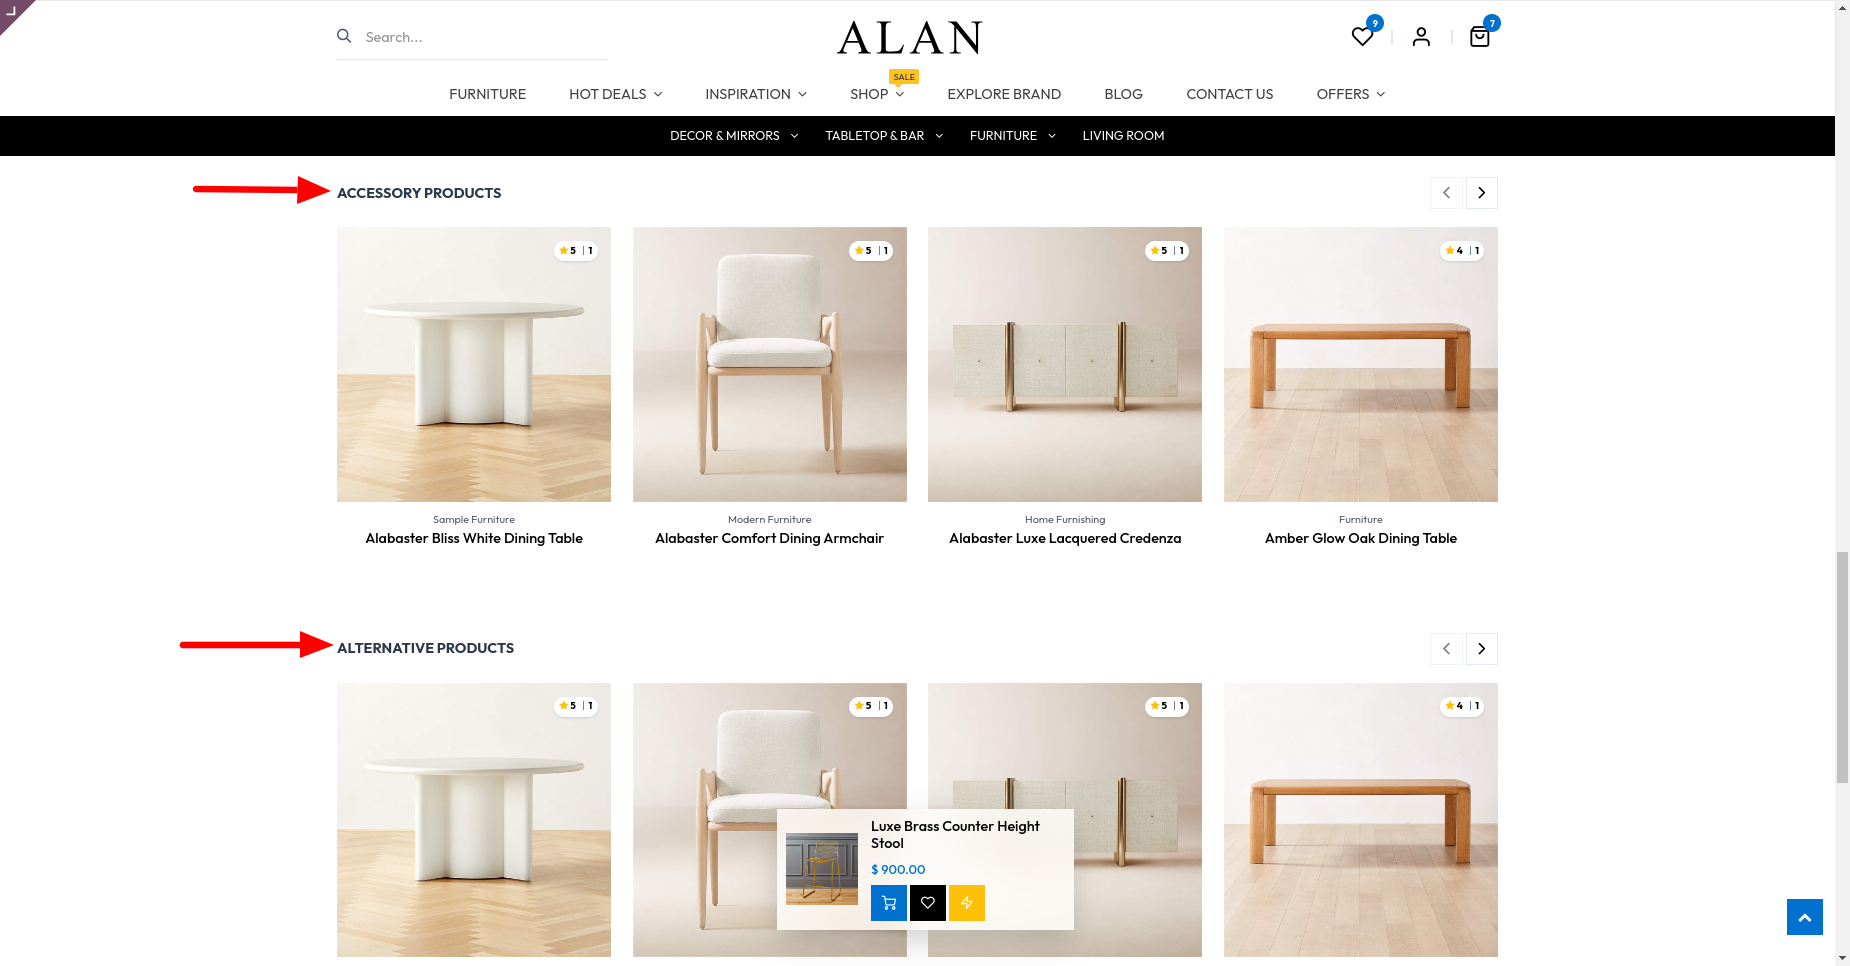 Search...
ALAN
9
7
SALE
FURNITURE HOT DEALS INSPIRATION SHOP EXPLORE BRAND BLOG CONTACT US OFFERS
DECOR & MIRRORS TABLETOP & BAR FURNITURE LIVING ROOM
ACCESSORY PRODUCTS
5 | 1
5 | 1
5 | 1
4 | 1
Sample Furniture
Alabaster Bliss White Dining Table
Modern Furniture
Alabaster Comfort Dining Armchair
Home Furnishing
Alabaster Luxe Lacquered Credenza
Furniture
Amber Glow Oak Dining Table
ALTERNATIVE PRODUCTS
5 | 1
5 | 1
5 | 1
4 | 1
Luxe Brass Counter Height
Stool
$ 900.00